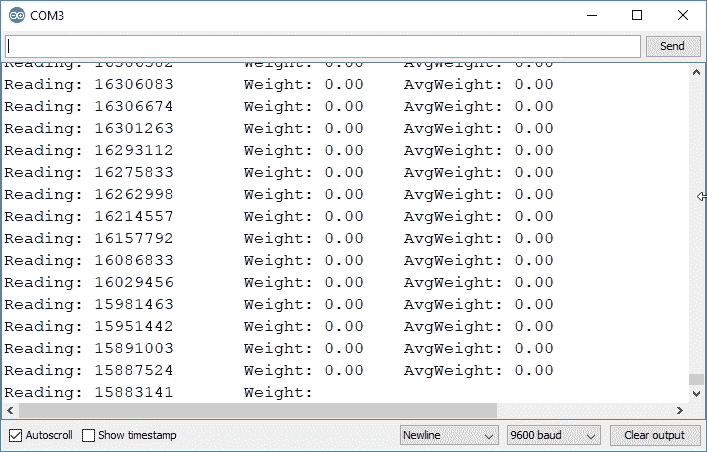 COM3
Send
Reading: Weight: 0.00 AvgWeight: 0.00
Reading: 16306083 Weight: 0.00 AvgWeight: 0.00
Reading: 16306674 Weight: 0.00 AvgWeight: 0.00
Reading: 16301263 Weight: 0.00 AvgWeight: 0.00
Reading: 16293112 Weight: 0.00 AvgWeight: 0.00
Reading: 16275833 Weight: 0.00 AvgWeight: 0.00
Reading: 16262998 Weight: 0.00 AvgWeight: 0.00
Reading: 16214557 Weight: 0.00 AvgWeight: 0.00
Reading: 16157792 Weight: 0.00 AvgWeight: 0.00
Reading: 16086833 Weight: 0.00 AvgWeight: 0.00
Reading: 16029456 Weight: 0.00 AvgWeight: 0.00
Reading: 15981463 Weight: 0.00 AvgWeight: 0.00
Reading: 15951442 Weight: 0.00 AvgWeight: 0.00
Reading: 15891003 Weight: 0.00 AvgWeight: 0.00
Reading: 15887524 Weight: 0.00 AvgWeight: 0.00
Reading: 15883141 Weight:
Autoscroll Show timestamp Newline 9600 baud Clear output